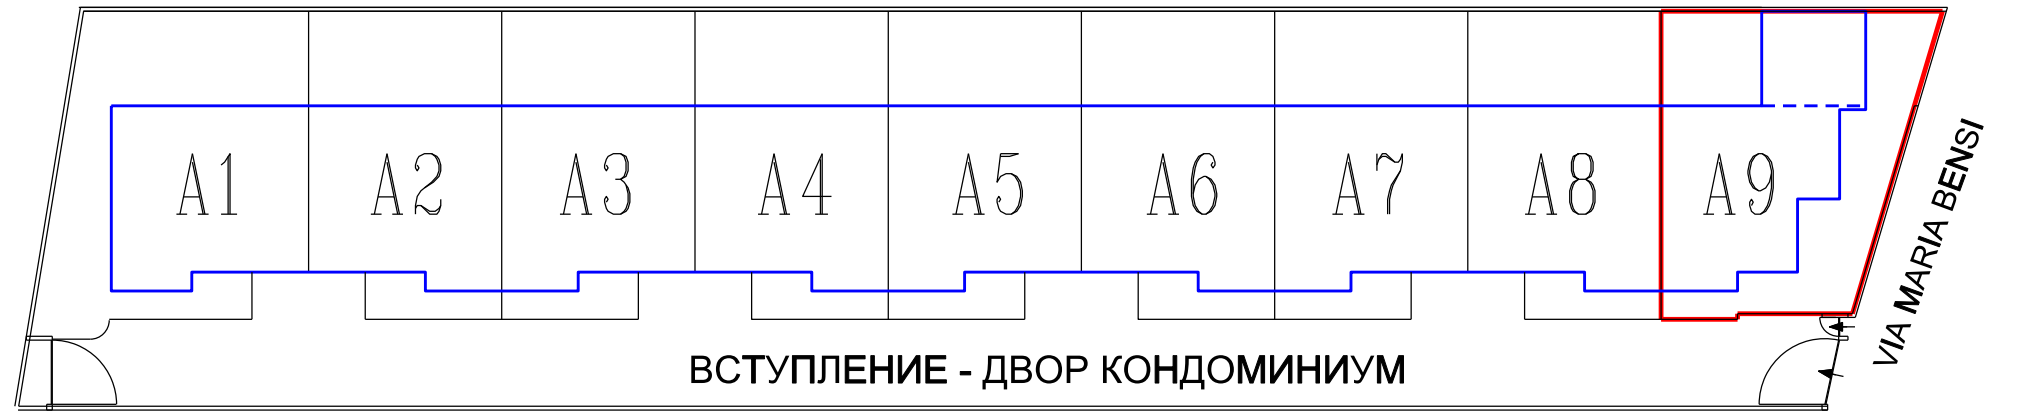 A1 A2 A3 A4 A5 A6 A7 A8 A9
VIA MARIA BENSI
ВСТУПЛЕНИЕ - ДВОР КОНДОМИНИУМ